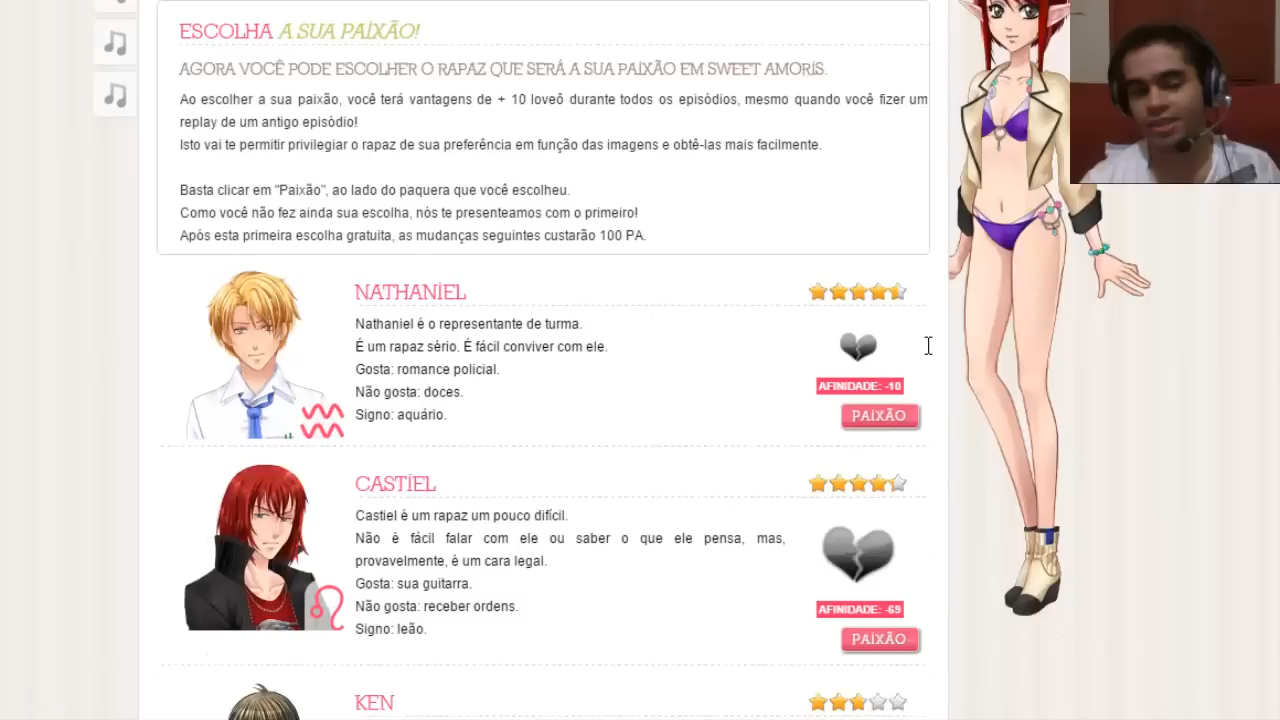 ESCOLHA A SUA PAIXÃO!
AGORA VOCÊ PODE ESCOLHER O RAPAZ QUE SERÁ A SUA PAIXÃO EM SWEET AMORIS.
Ao escolher a sua paixão, você terá vantagens de + 10 loveô durante todos os episódios, mesmo quando você fizer um
replay de um antigo episódio!
Isto vai te permitir privilegiar o rapaz de sua preferência em função das imagens e obtê-las mais facilmente.
Basta clicar em "Paixão", ao lado do paquera que você escolheu.
Como você não fez ainda sua escolha, nós te presenteamos com o primeiro!
Após esta primeira escolha gratuita, as mudanças seguintes custarão 100 PA.
NATHANIEL
Nathaniel é o representante de turma.
É um rapaz sério. É fácil conviver com ele.
Gosta: romance policial.
Não gosta: doces.
Signo: aquário.
AFINIDADE: -10
PAIXÃO
CASTIEL
Castiel é um rapaz um pouco difícil.
Não é fácil falar com ele ou saber o que ele pensa, mas,
provavelmente, é um cara legal.
Gosta: sua guitarra.
Não gosta: receber ordens.
Signo: leão.
AFINIDADE: -69
PAIXÃO
KEN